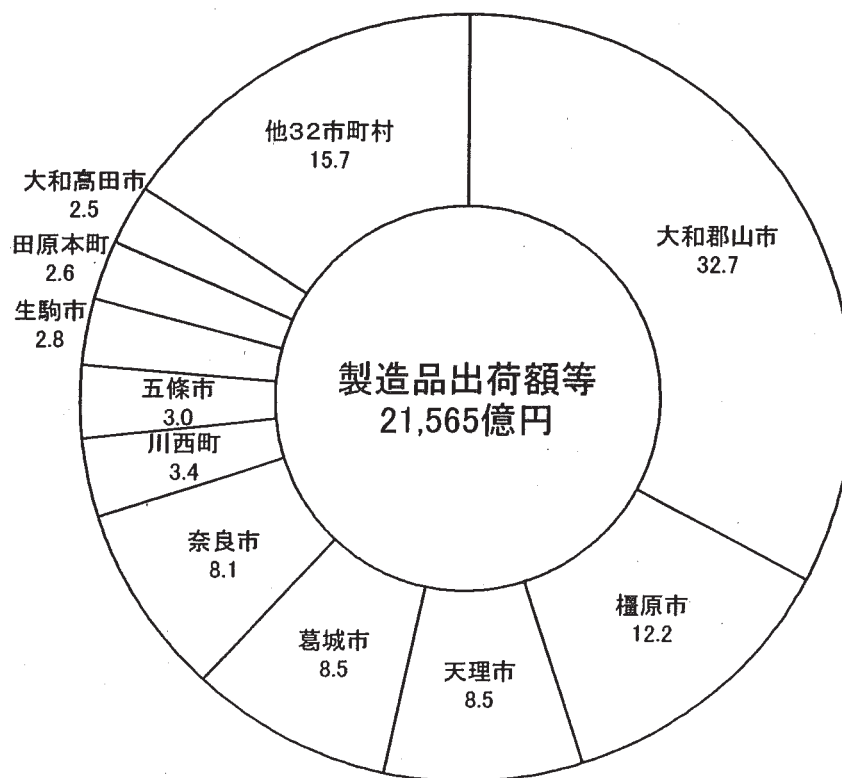 他32市町村
15.7
大和高田市
2.5
田原本町
2.6
生駒市
2.8
五條市
3.0
川西町
3.4
奈良市
8.1
葛城市
8.5
天理市
8.5
橿原市
12.2
大和郡山市
32.7
製造品出荷額等
21,565億円